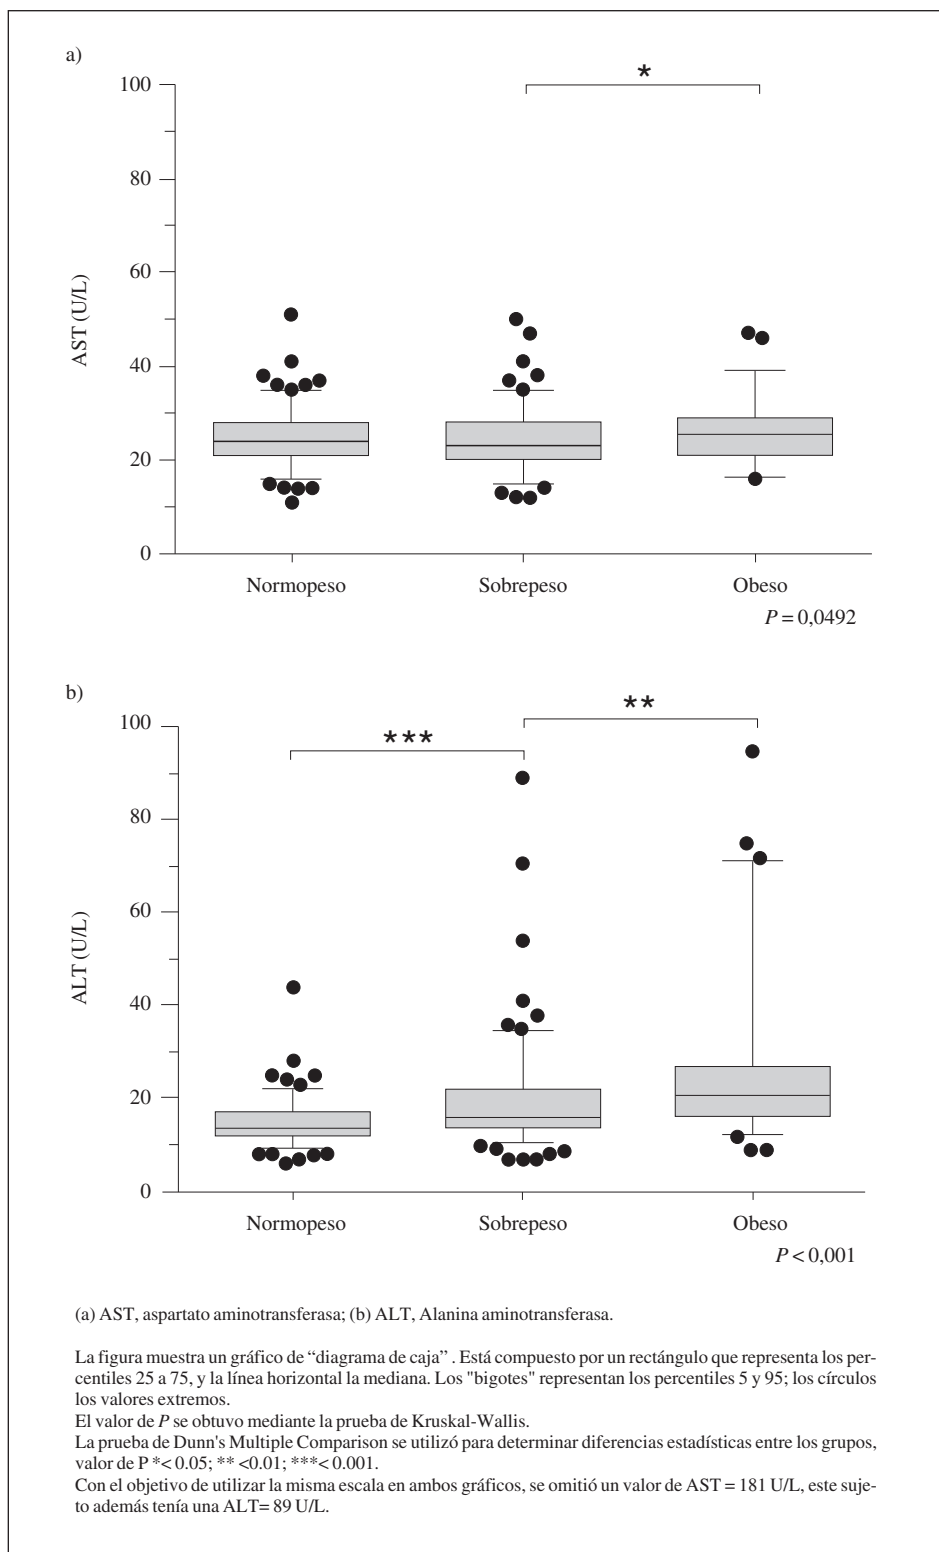 a)
*
100
80
60
40
20
0
AST (U/L)
Normopeso Sobrepeso Obeso
P = 0,0492
b)
**
***
100
80
60
40
20
0
ALT (U/L)
Normopeso Sobrepeso Obeso
P < 0,001
(a) AST, aspartato aminotransferasa; (b) ALT, Alanina aminotransferasa.
La figura muestra un gráfico de “diagrama de caja” . Está compuesto por un rectángulo que representa los per-
centiles 25 a 75, y la línea horizontal la mediana. Los "bigotes" representan los percentiles 5 y 95; los círculos
los valores extremos.
El valor de P se obtuvo mediante la prueba de Kruskal-Wallis.
La prueba de Dunn's Multiple Comparison se utilizó para determinar diferencias estadísticas entre los grupos,
valor de P *< 0.05; ** <0.01; ***< 0.001.
Con el objetivo de utilizar la misma escala en ambos gráficos, se omitió un valor de AST = 181 U/L, este suje-
to además tenía una ALT= 89 U/L.